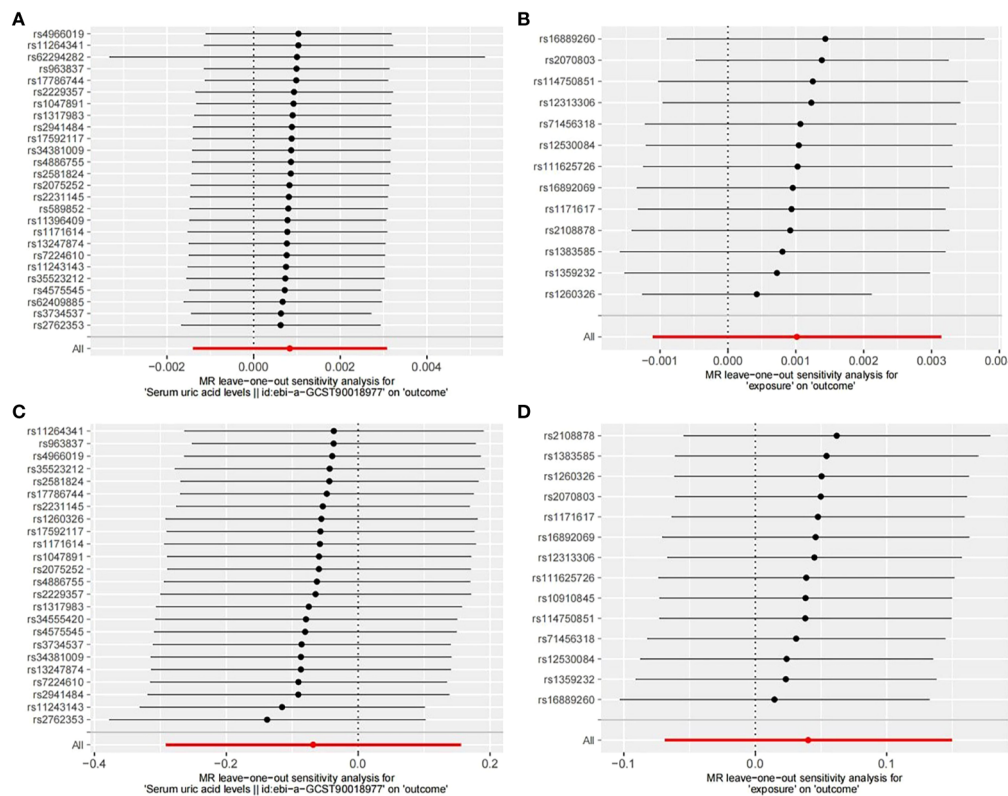 A
rs4966019
rs11264341
rs62294282
rs963837
rs17786744
rs2229357
rs1047891
rs1317983
rs2941484
rs17592117
rs34381009
rs4886755
rs2581824
rs2075252
rs2231145
rs589852
rs11396409
rs1171614
rs13247874
rs7224610
rs11243143
rs35523212
rs4575545
rs62409885
rs3734537
rs2762353
All
−0.002 0.000 0.002 0.004
MR leave−one−out sensitivity analysis for
'Serum uric acid levels || id:ebi−a−GCST90018977' on 'outcome'
B
rs16889260
rs2070803
rs114750851
rs12313306
rs71456318
rs12530084
rs111625726
rs16892069
rs1171617
rs2108878
rs1383585
rs1359232
rs1260326
All
−0.001 0.000 0.001 0.002 0.003 0.00
MR leave−one−out sensitivity analysis for
'exposure' on 'outcome'
C
rs11264341
rs963837
rs4966019
rs35523212
rs2581824
rs17786744
rs2231145
rs1260326
rs17592117
rs1171614
rs1047891
rs2075252
rs4886755
rs2229357
rs1317983
rs34555420
rs4575545
rs3734537
rs34381009
rs13247874
rs7224610
rs2941484
rs11243143
rs2762353
All
−0.4 −0.2 0.0 0.2
MR leave−one−out sensitivity analysis for
'Serum uric acid levels || id:ebi−a−GCST90018977' on 'outcome'
D
rs2108878
rs1383585
rs1260326
rs2070803
rs1171617
rs16892069
rs12313306
rs111625726
rs10910845
rs114750851
rs71456318
rs12530084
rs1359232
rs16889260
All
−0.1 0.0 0.1
MR leave−one−out sensitivity analysis for
'exposure' on 'outcome'